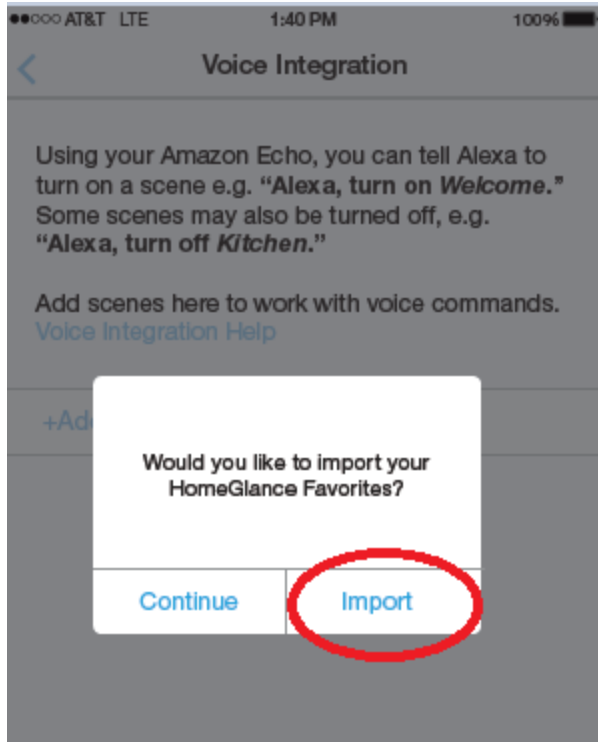 AT&T LTE 1:40 PM 100%
Voice Integration
Using your Amazon Echo, you can tell Alexa to
turn on a scene e.g. “Alexa, turn on Welcome.”
Some scenes may also be turned off, e.g.
“Alexa, turn off Kitchen.”
Add scenes here to work with voice commands.
Voice Integration Help
+Ad
Would you like to import your
HomeGlance Favorites?
Continue Import